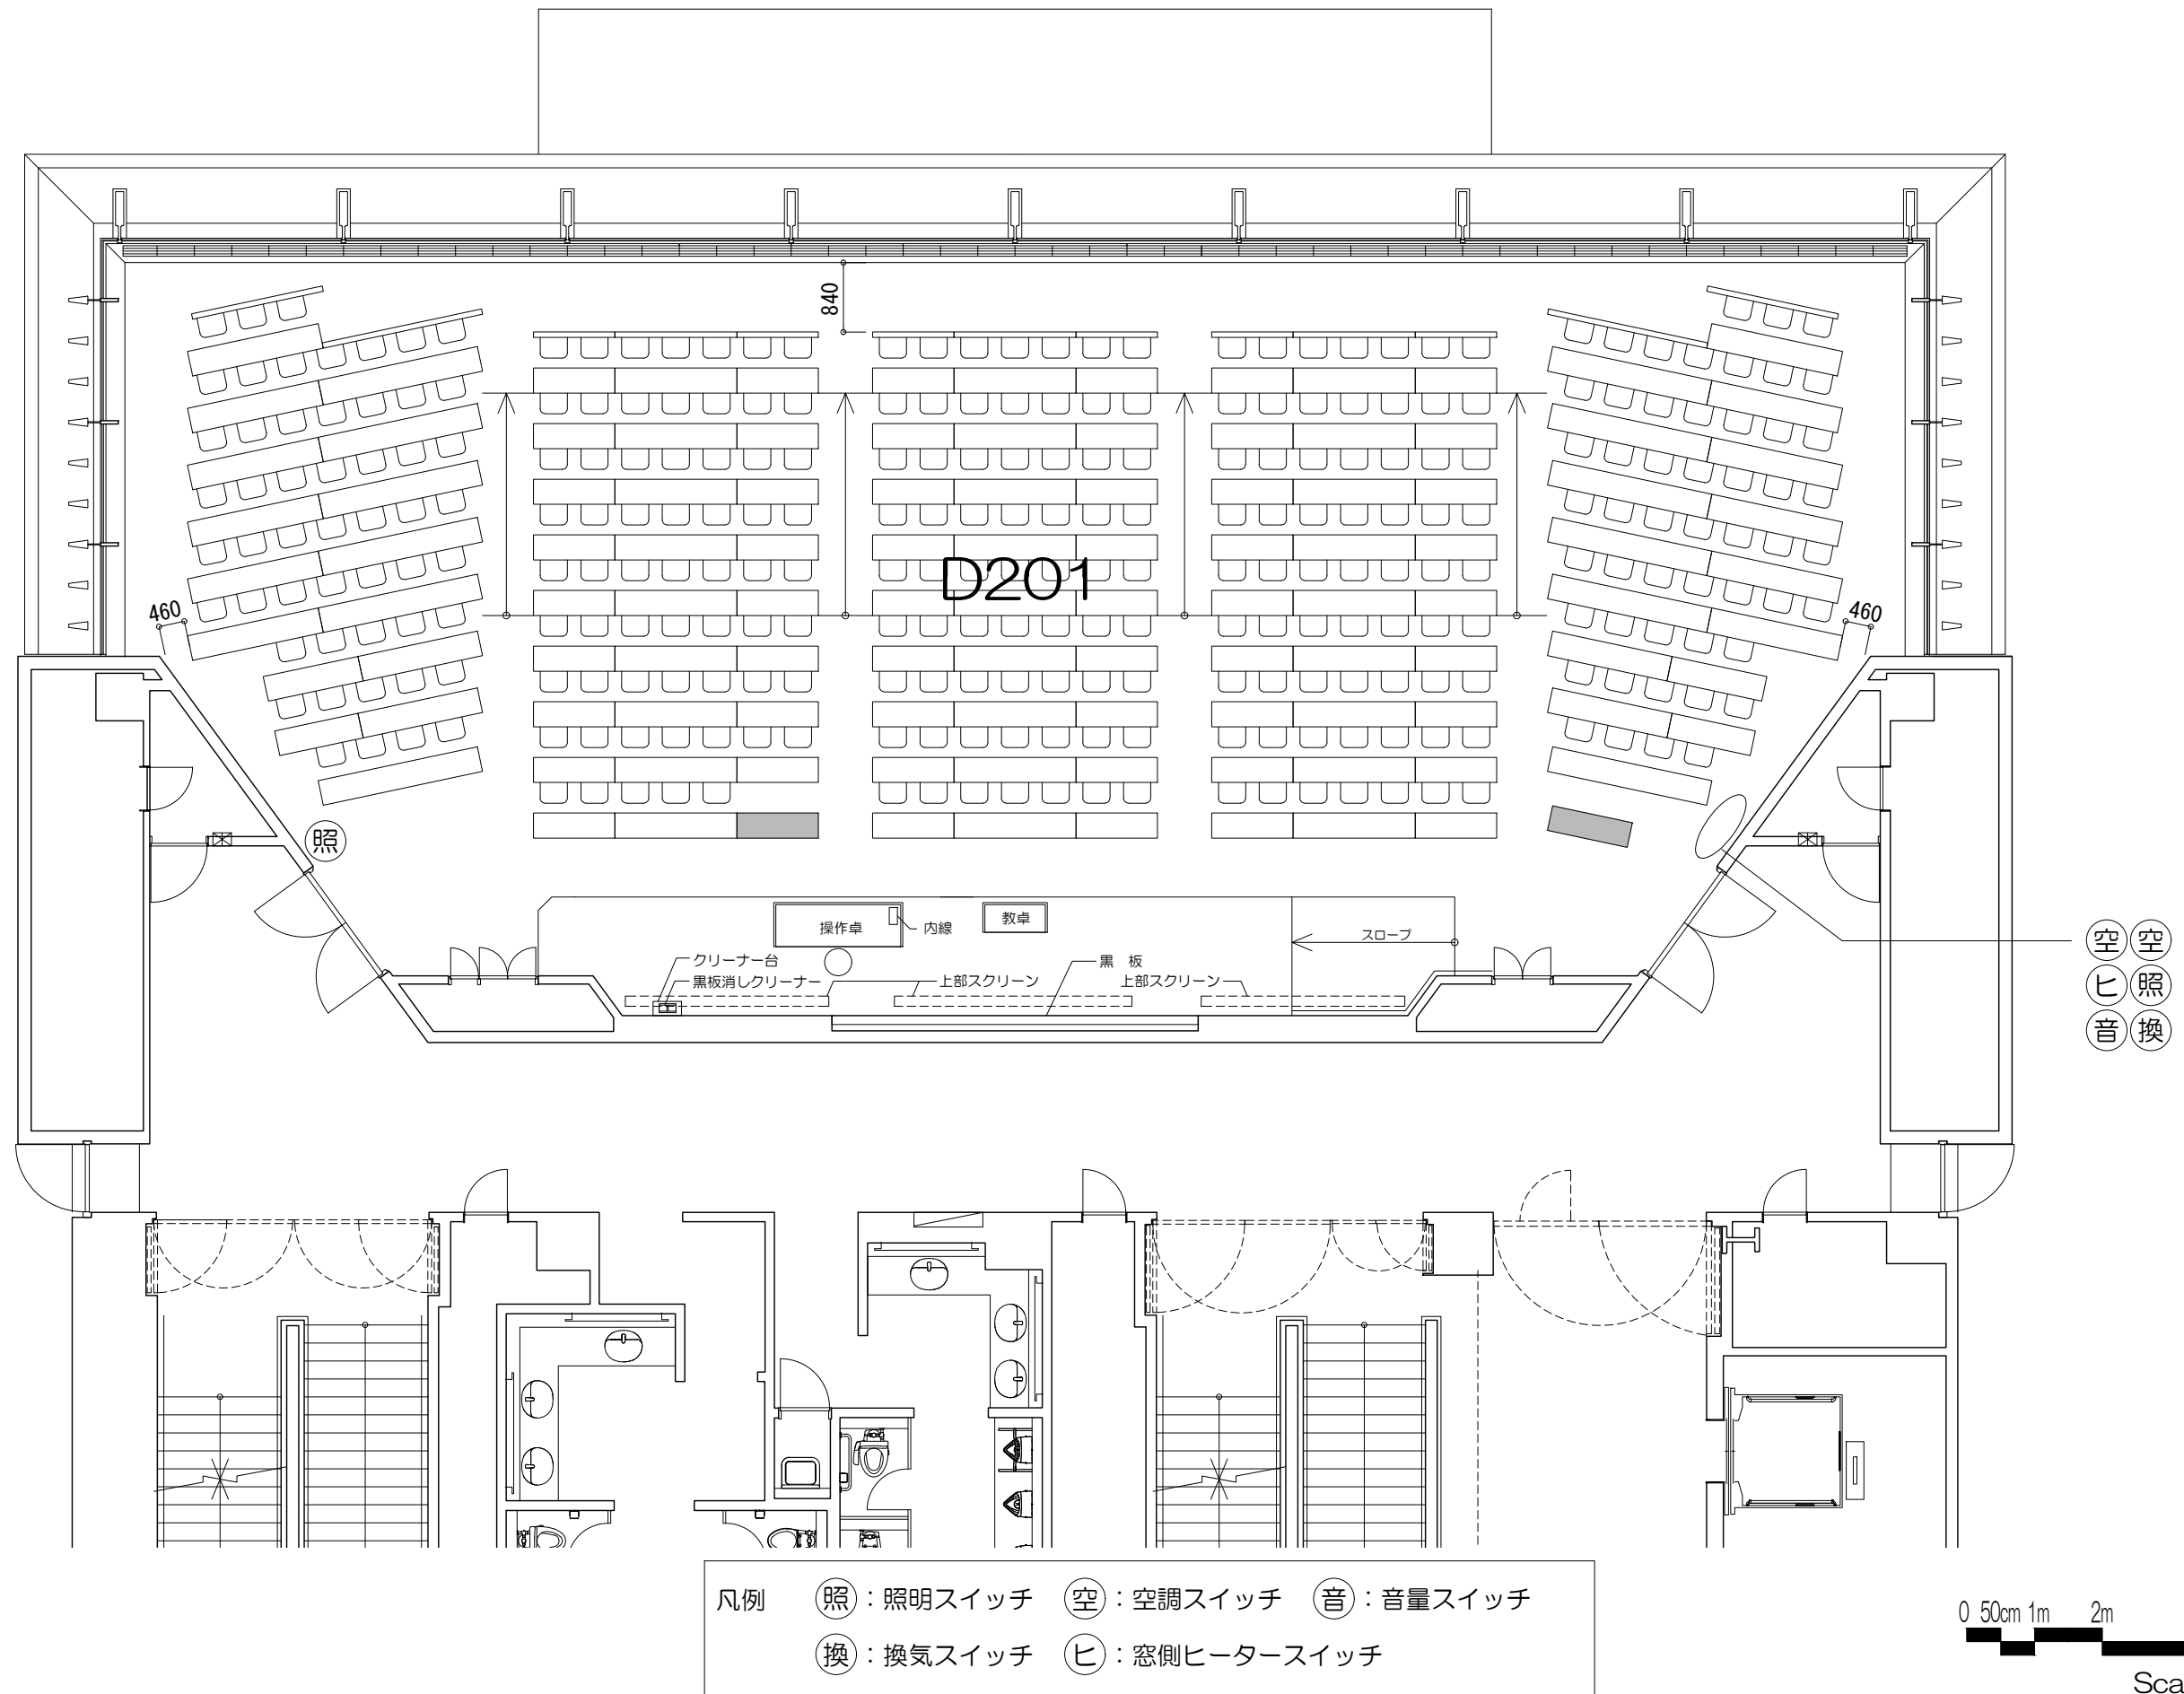 840
D201
460
460
照
操作卓
内線
教卓
スロープ
クリーナー台
黒板消しクリーナー
上部スクリーン
黒 板
上部スクリーン
空 空
ヒ 照
音 換
凡例 照：照明スイッチ 空：空調スイッチ 音：音量スイッチ
換：換気スイッチ ヒ：窓側ヒータースイッチ
0 50cm 1m 2m
Sca